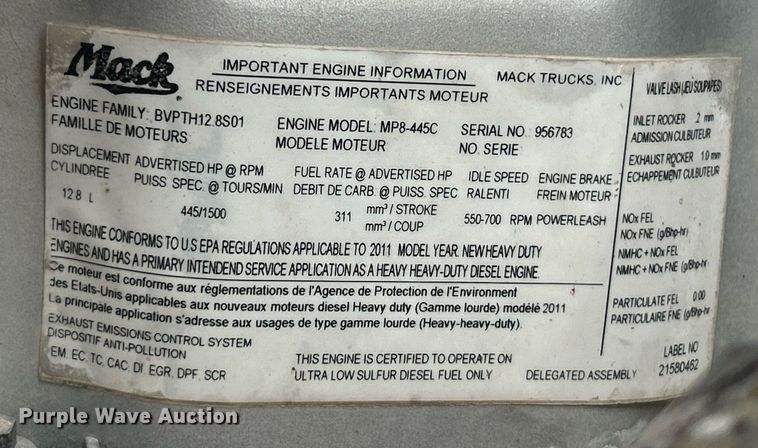 Mack
IMPORTANT ENGINE INFORMATION MACK TRUCKS, INC
RENSEIGNEMENTS IMPORTANTS MOTEUR
ENGINE FAMILY: BVPTH12.8S01 ENGINE MODEL: MP8-445C SERIAL NO: 956783
FAMILLE DE MOTEURS MODELE MOTEUR NO. SERIE
DISPLACEMENT ADVERTISED HP @ RPM FUEL RATE @ ADVERTISED HP IDLE SPEED ENGINE BRAKE
CYLINDREE PUISS. SPEC. @ TOURS/MIN DEBIT DE CARB. @ PUISS. SPEC RALENTI FREIN MOTEUR
12.8 L 445/1500 311 mm³ / STROKE 550-700 RPM POWERLEASH
mm³ / COUP
THIS ENGINE CONFORMS TO U.S EPA REGULATIONS APPLICABLE TO 2011 MODEL YEAR. NEW HEAVY DUTY
ENGINES AND HAS A PRIMARY INTENDEND SERVICE APPLICATION AS A HEAVY HEAVY-DUTY DIESEL ENGINE.
Ce moteur est conforme aux réglementations de l'Agence de Protection de l'Environment
des Etats-Unis applicables aux nouveaux moteurs diesel Heavy duty (Gamme lourde) modélé 2011
La principale application s'adresse aux usages de type gamme lourde (Heavy-heavy-duty).
EXHAUST EMISSIONS CONTROL SYSTEM
DISPOSITIF ANTI-POLLUTION
EM, EC, TC, CAC, DI, EGR, DPF, SCR
THIS ENGINE IS CERTIFIED TO OPERATE ON
ULTRA LOW SULFUR DIESEL FUEL ONLY DELEGATED ASSEMBLY
VALVE LASH (JEU SOUPAPES)
INLET ROCKER .2 mm
ADMISSION CULBUTEUR
EXHAUST ROCKER 1.0 mm
ECHAPPEMENT CULBUTEUR
NOx FEL
NOx FNE (g/Bhp-hr)
NMHC + NOx FEL
NMHC + NOx FNE (g/Bhp-hr
PARTICULATE FEL 0.00
PARTICULAIRE FNE (g/Bhp-hr)
LABEL NO
21580462
Purple Wave Auction